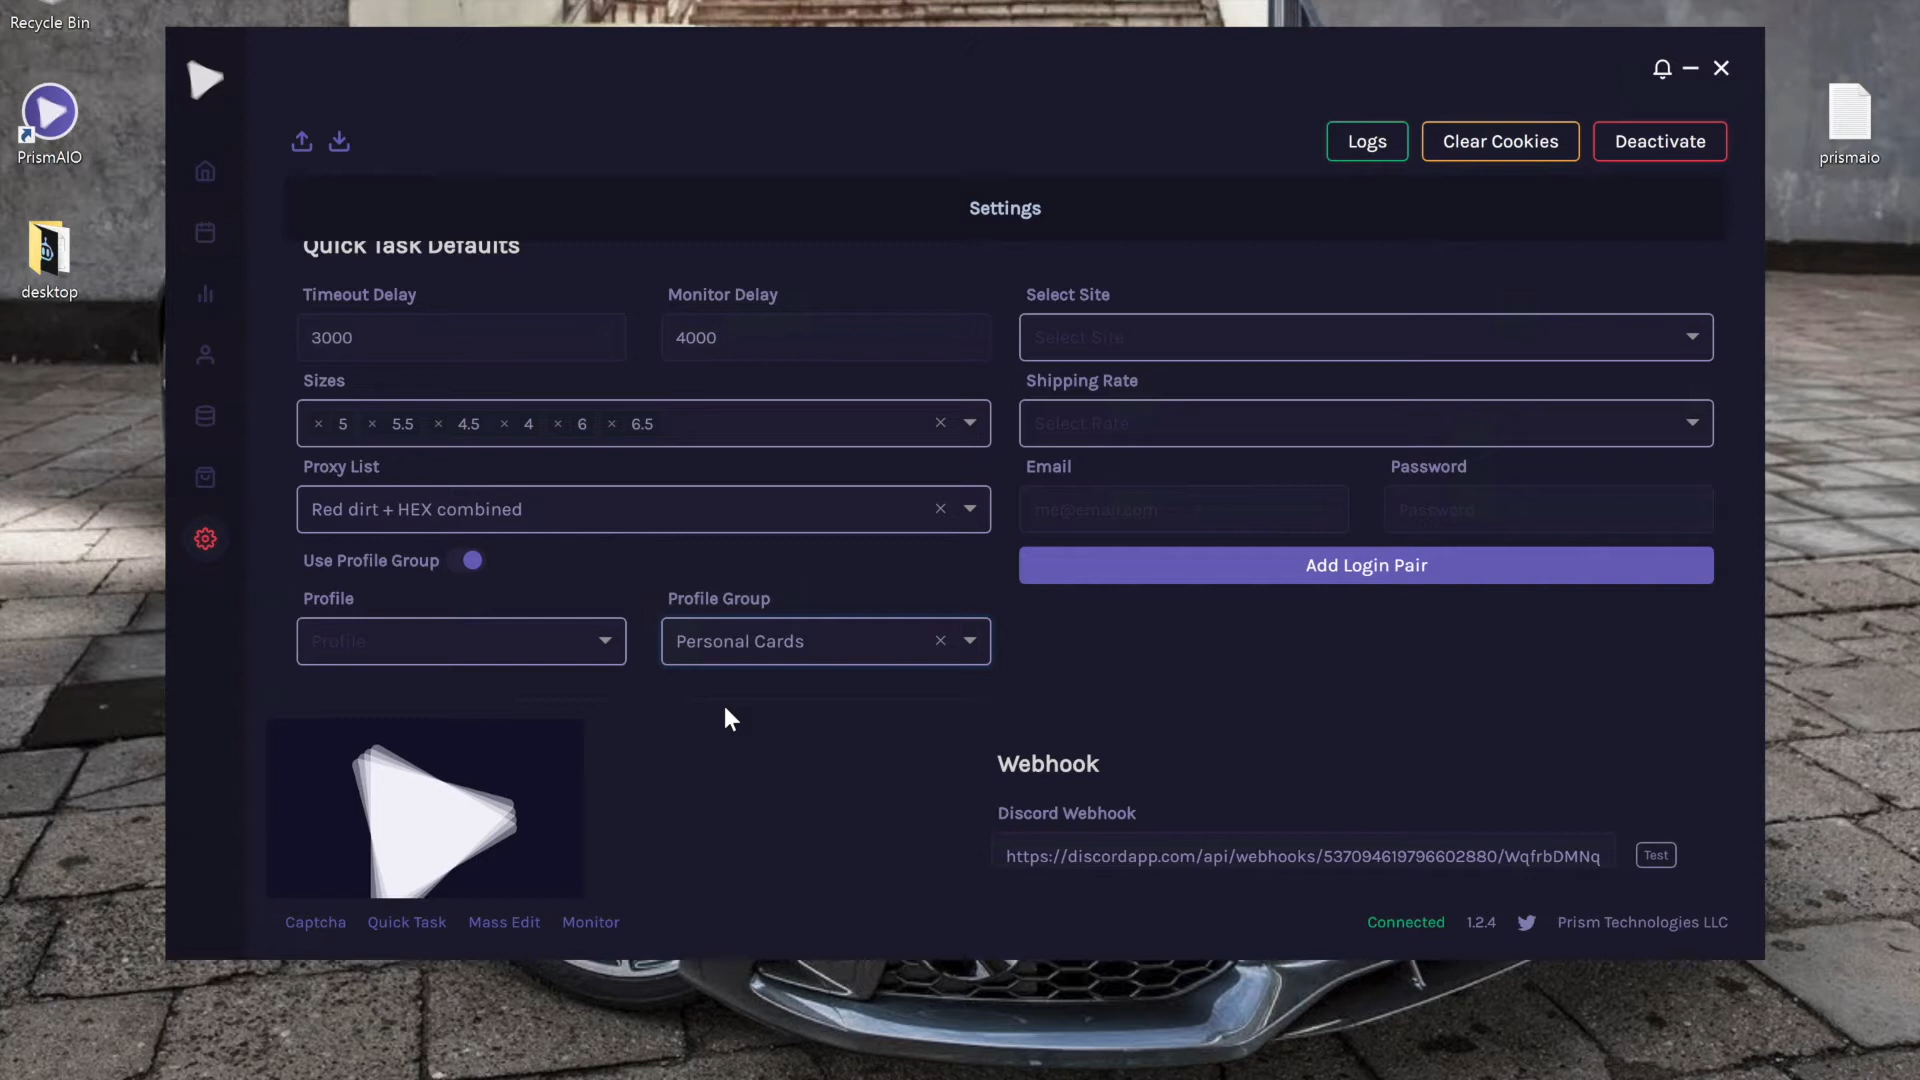 Recycle Bin
PrismAIO
desktop
prismaio
Logs
Clear Cookies
Deactivate
Settings
Quick Task Defaults
Timeout Delay
Monitor Delay
Select Site
3000
4000
Select Site
Sizes
Shipping Rate
× 5 × 5.5 × 4.5 × 4 × 6 × 6.5
Select Rate
Proxy List
Email
Password
Red dirt + HEX combined
me@email.com
Password
Use Profile Group
Add Login Pair
Profile
Profile Group
Profile
Personal Cards
Webhook
Discord Webhook
https://discordapp.com/api/webhooks/537094619796602880/WqfrbDMNq
Test
Captcha
Quick Task
Mass Edit
Monitor
Connected
1.2.4
Prism Technologies LLC